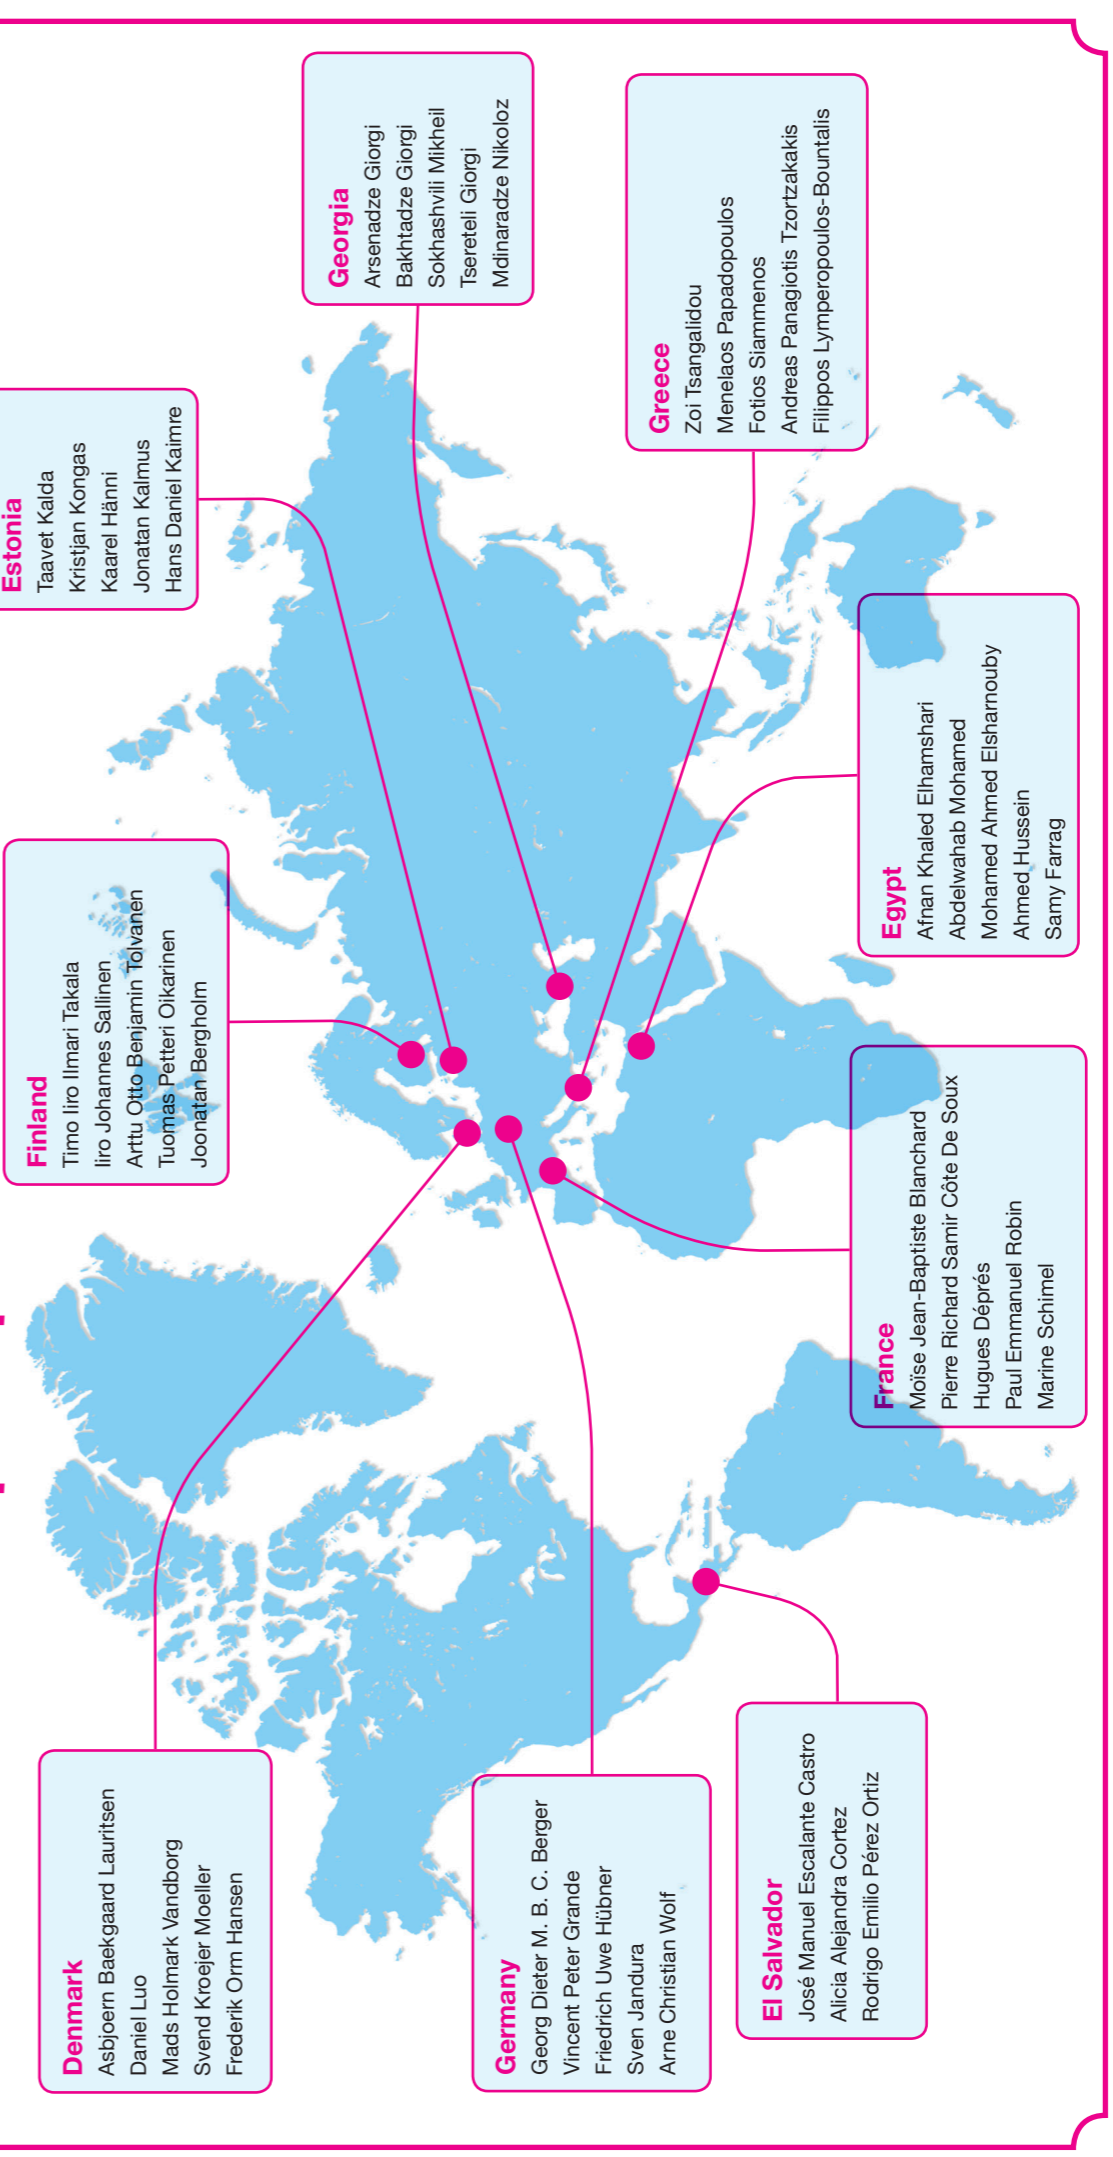 Denmark
Asbjoern Baekgaard Lauritsen
Daniel Luo
Mads Holmark Vandborg
Svend Kroejer Moeller
Frederik Orm Hansen
Finland
Timo Iiro Ilmari Takala
Iiro Johannes Sallinen
Arttu Otto Benjamin Tolvanen
Tuomas Petteri Oikarinen
Joonatan Bergholm
Estonia
Taavet Kalda
Kristjan Kongas
Kaarel Hänni
Jonatan Kalmus
Hans Daniel Kaimre
Georgia
Arsenadze Giorgi
Bakhtadze Giorgi
Sokhashvili Mikheil
Tsereteli Giorgi
Mdinaradze Nikoloz
Germany
Georg Dieter M. B. C. Berger
Vincent Peter Grande
Friedrich Uwe Hübner
Sven Jandura
Arne Christian Wolf
Greece
Zoi Tsangalidou
Menelaos Papadopoulos
Fotios Siammenos
Andreas Panagiotis Tzortzakakis
Filippos Lymperopoulos-Bountalis
El Salvador
José Manuel Escalante Castro
Alicia Alejandra Cortez
Rodrigo Emilio Pérez Ortiz
France
Moïse Jean-Baptiste Blanchard
Pierre Richard Samir Côte De Soux
Hugues Déprés
Paul Emmanuel Robin
Marine Schimel
Egypt
Afnan Khaled Elhamshari
Abdelwahab Mohamed
Mohamed Ahmed Elsharnouby
Ahmed Hussein
Samy Farrag